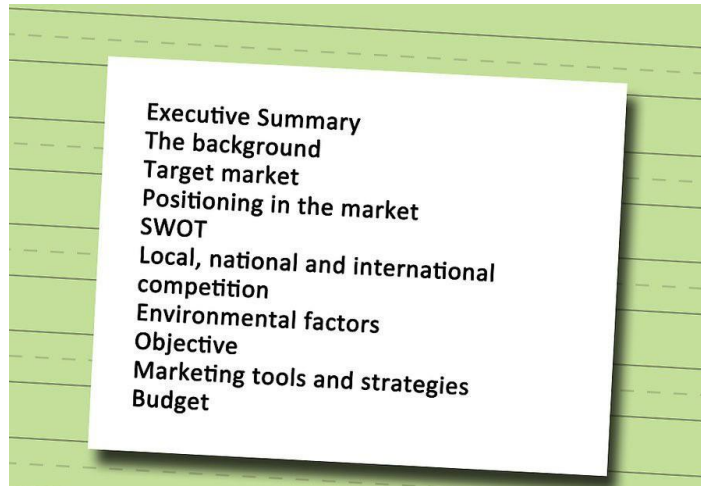 Executive Summary
The background
Target market
Positioning in the market
SWOT
Local, national and international
competition
Environmental factors
Objective
Marketing tools and strategies
Budget